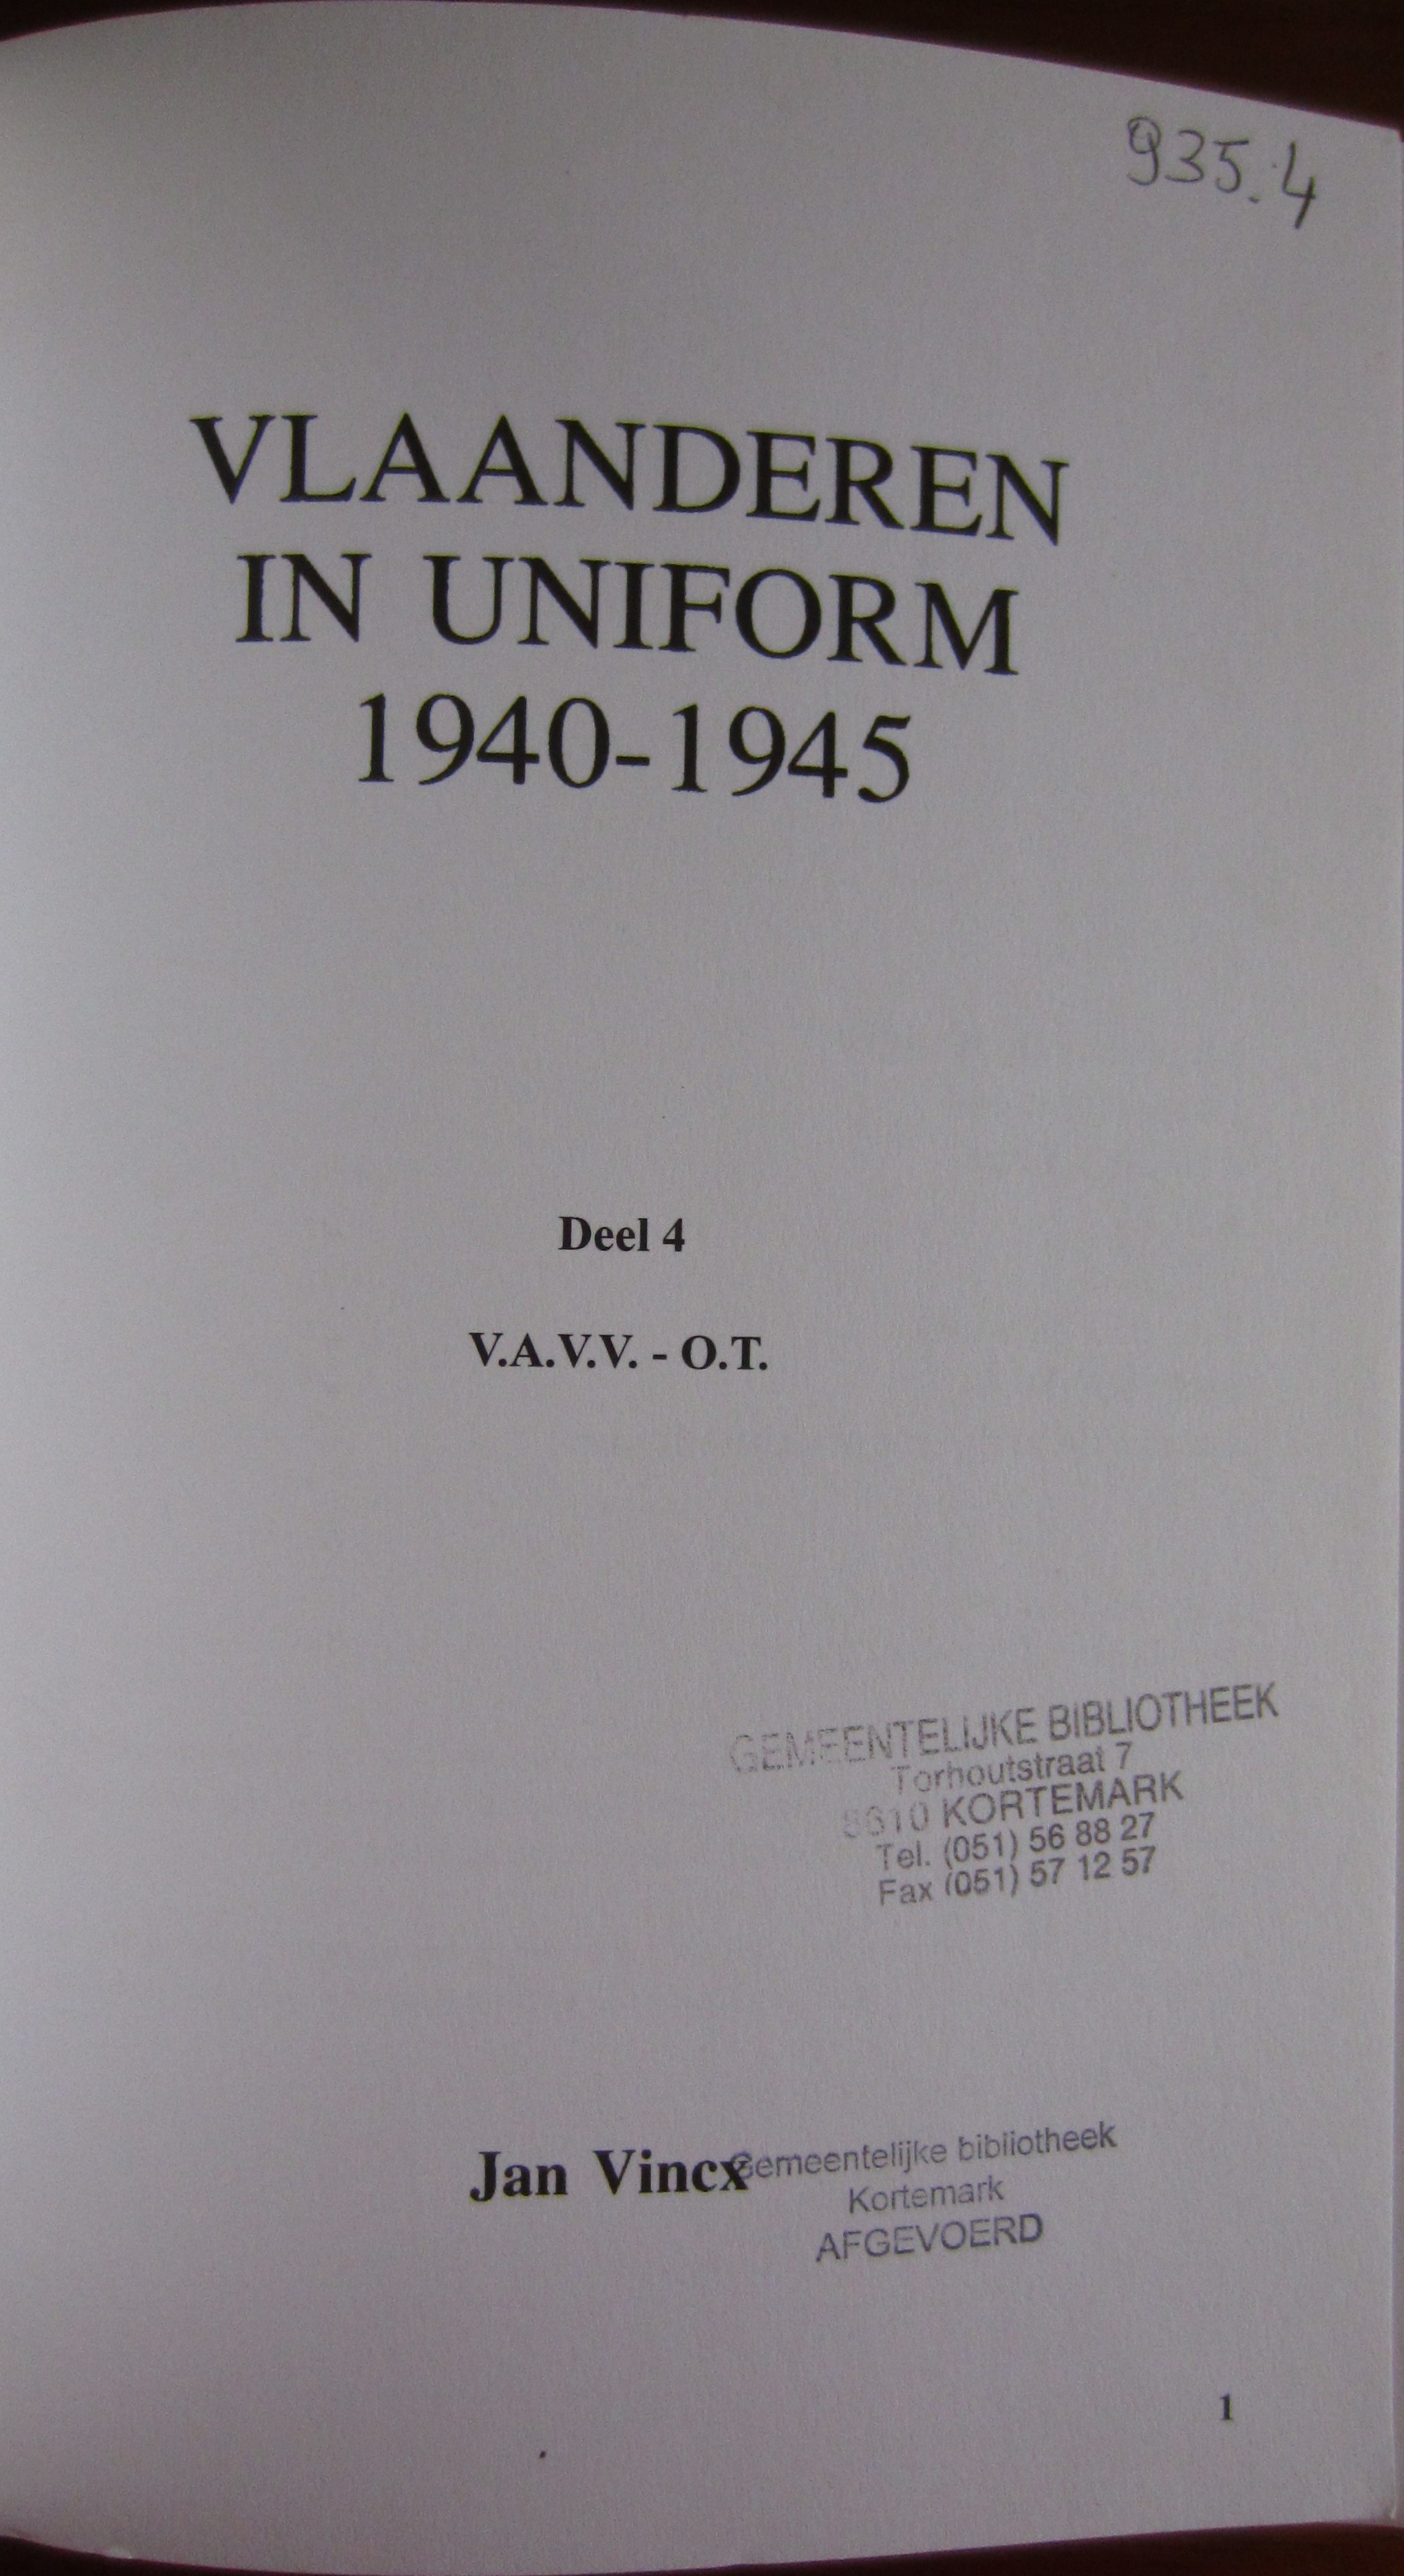 935.4
VLAANDEREN
IN UNIFORM
1940-1945
Deel 4
V.A.V.V. - O.T.
GEMEENTELIJKE BIBLIOTHEEK
Torhoutstraat 7
8610 KORTEMARK
Tel. (051) 56 88 27
Fax (051) 57 12 57
Jan Vincx
Gemeentelijke bibliotheek
Kortemark
AFGEVOERD
1